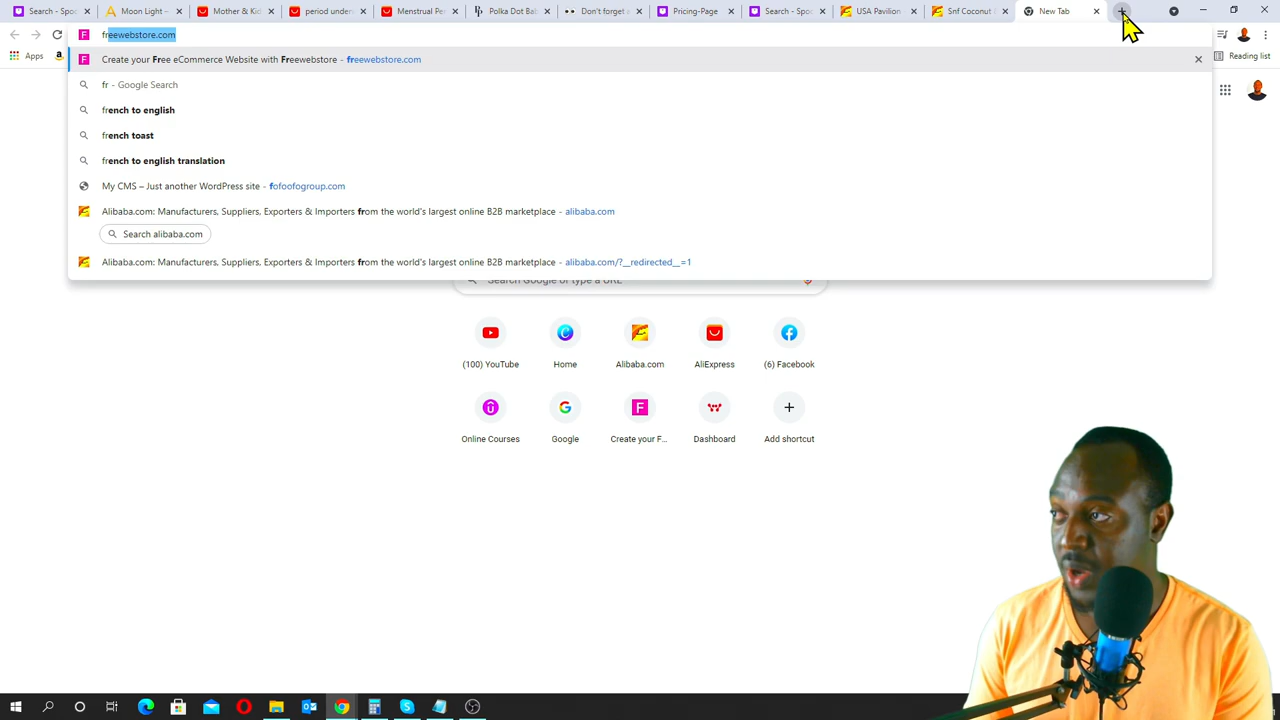 Search - Spo
Moon Light –
Mother & Kid
period under
Menstrual Pe
Polka Dot Bab
Don't forget
Pricing-Page
Search - Spo
USA Pavilion
Snf Coconut
New Tab
freewebstore.com
Apps
Reading list
Create your Free eCommerce Website with Freewebstore - freewebstore.com
fr - Google Search
french to english
french toast
french to english translation
My CMS – Just another WordPress site - fofoofogroup.com
Alibaba.com: Manufacturers, Suppliers, Exporters & Importers from the world's largest online B2B marketplace - alibaba.com
Search alibaba.com
Alibaba.com: Manufacturers, Suppliers, Exporters & Importers from the world's largest online B2B marketplace - alibaba.com/?__redirected__=1
Search Google or type a URL
(100) YouTube
Home
Alibaba.com
AliExpress
(6) Facebook
Online Courses
Google
Create your F...
Dashboard
Add shortcut